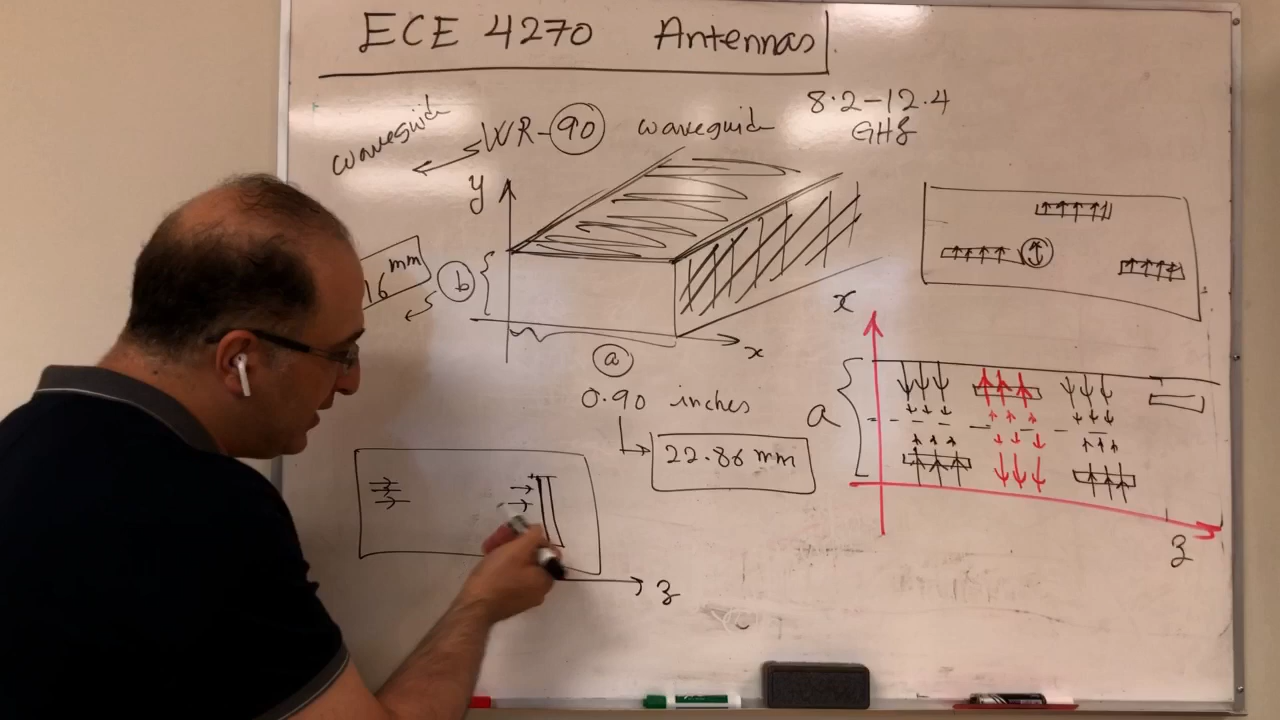 ECE 4270 Antennas
8.2-12.4
GHz
waveguide
WR-90 waveguide
y
16 mm
b
x
x
a
0.90 inches
a
22.86 mm
z
z